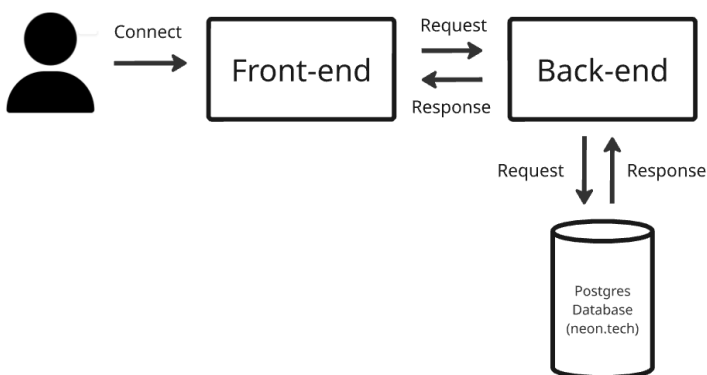 Connect
Front-end
Request
Response
Back-end
Request
Response
Postgres
Database
(neon.tech)